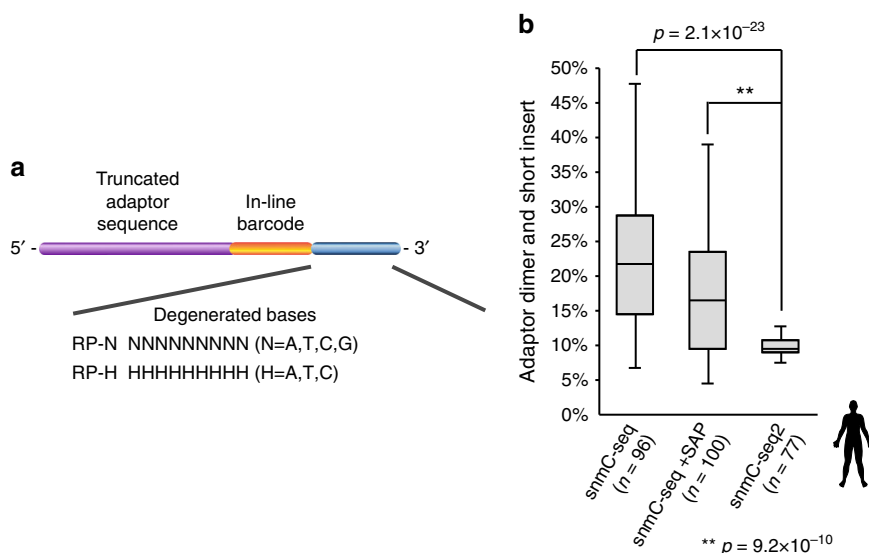 a
Truncated
adaptor
sequence
In-line
barcode
5′ -
- 3′
Degenerated bases
RP-N NNNNNNNNN (N=A,T,C,G)
RP-H HHHHHHHHH (H=A,T,C)
b
p = 2.1×10–23
**
Adaptor dimer and short insert
50%
45%
40%
35%
30%
25%
20%
15%
10%
5%
0%
snmC-seq
(n = 96)
snmC-seq +SAP
(n = 100)
snmC-seq2
(n = 77)
** p = 9.2×10–10